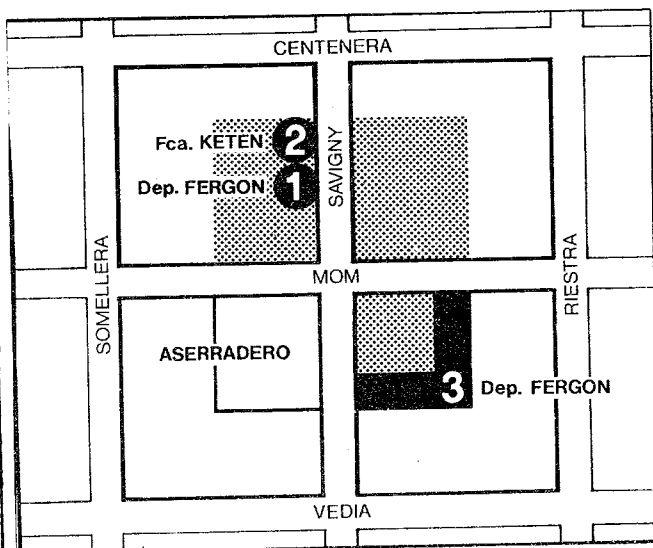 CENTENERA
Fca. KETEN 2
Dep. FERGON 1
SAVIGNY
SOMELLERA
MOM
RIESTRA
ASERRADERO
3 Dep. FERGON
VEDIA